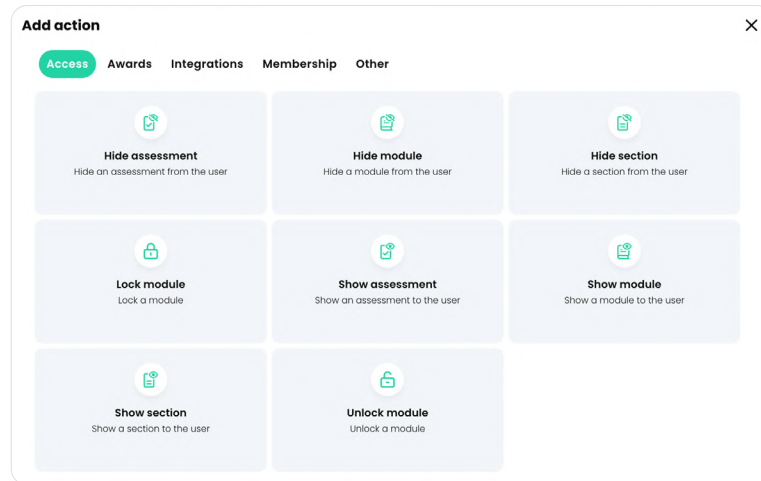 Add action
Access Awards Integrations Membership Other
Hide assessment
Hide an assessment from the user
Hide module
Hide a module from the user
Hide section
Hide a section from the user
Lock module
Lock a module
Show assessment
Show an assessment to the user
Show module
Show a module to the user
Show section
Show a section to the user
Unlock module
Unlock a module